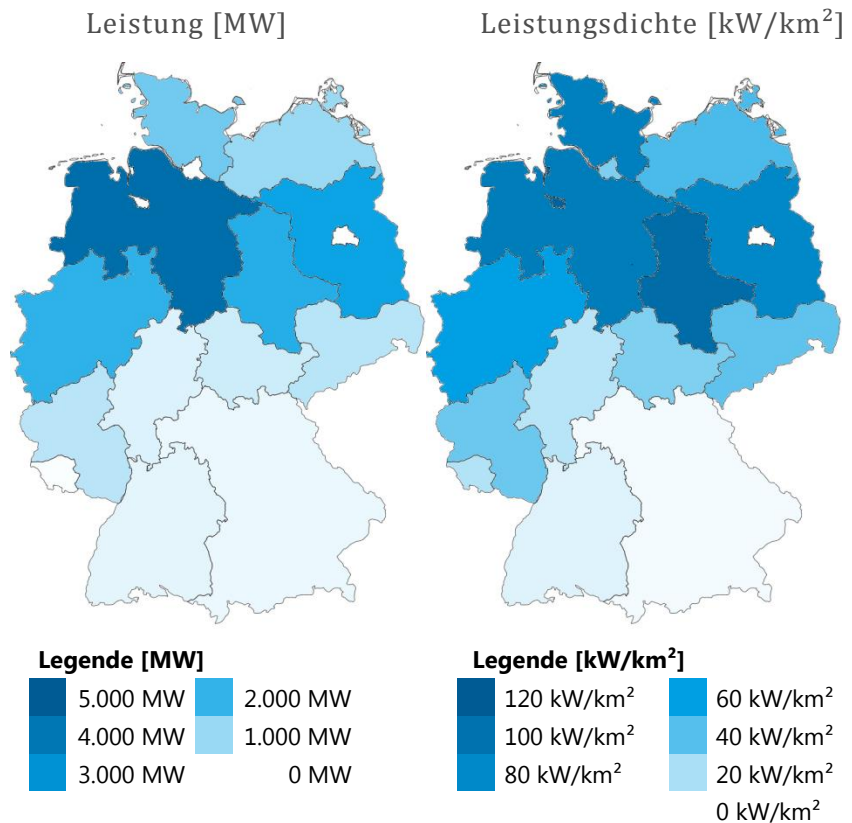 Leistung [MW]
Leistungsdichte [kW/km²]
Legende [MW]
5.000 MW
4.000 MW
3.000 MW
2.000 MW
1.000 MW
0 MW
Legende [kW/km²]
120 kW/km²
100 kW/km²
80 kW/km²
60 kW/km²
40 kW/km²
20 kW/km²
0 kW/km²